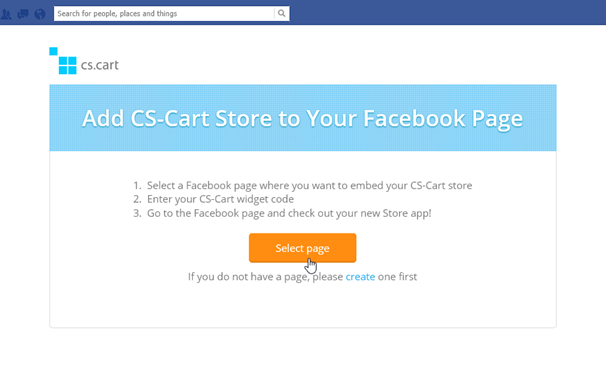 Search for people, places and things
cs.cart
Add CS-Cart Store to Your Facebook Page
1. Select a Facebook page where you want to embed your CS-Cart store
2. Enter your CS-Cart widget code
3. Go to the Facebook page and check out your new Store app!
Select page
If you do not have a page, please create one first